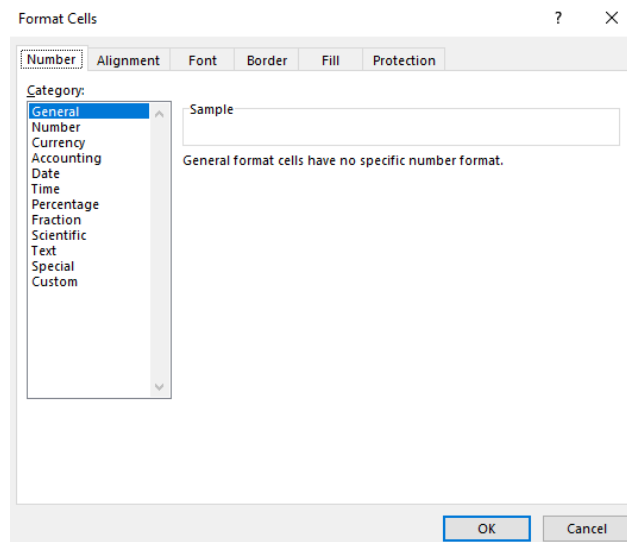 Format Cells ? ×
Number Alignment Font Border Fill Protection
Category:
General
Number
Currency
Accounting
Date
Time
Percentage
Fraction
Scientific
Text
Special
Custom
Sample
General format cells have no specific number format.
OK Cancel